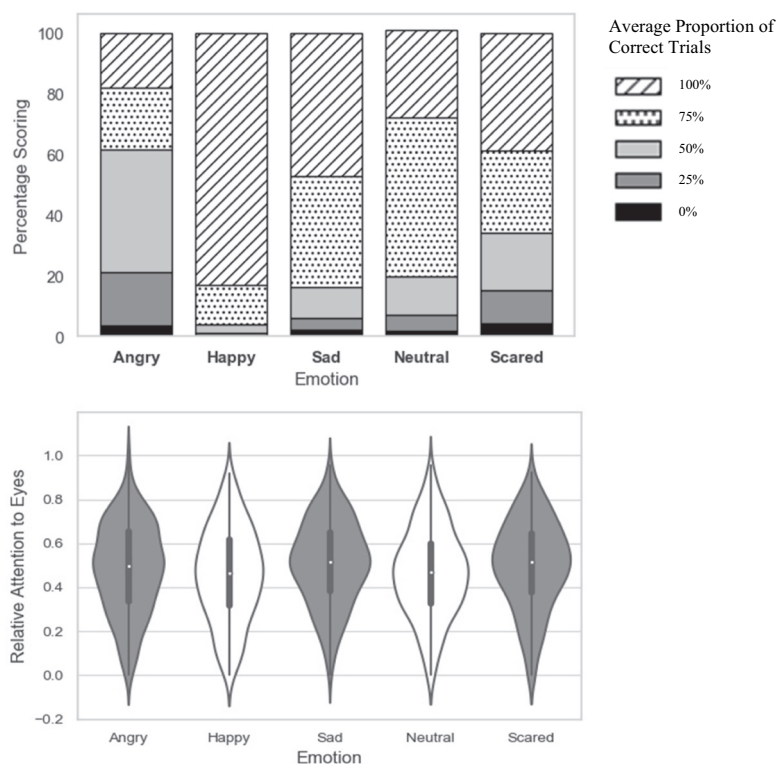 Average Proportion of
Correct Trials
100%
75%
50%
25%
0%
Percentage Scoring
100
80
60
40
20
0
Angry Happy Sad Neutral Scared
Emotion
Relative Attention to Eyes
1.0
0.8
0.6
0.4
0.2
0.0
−0.2
Angry Happy Sad Neutral Scared
Emotion